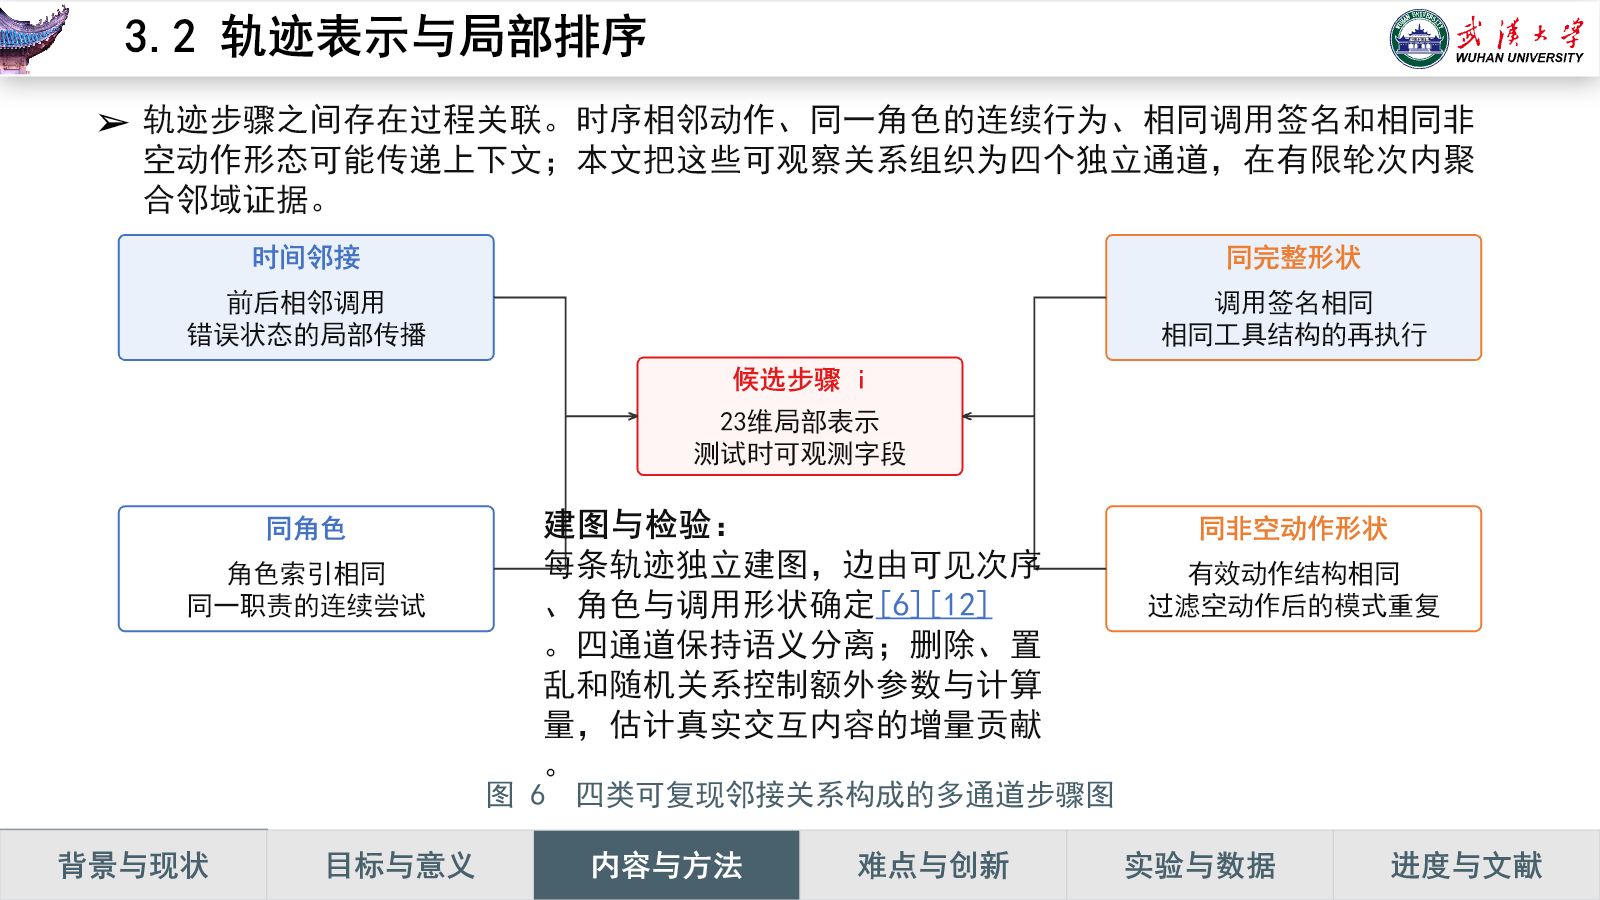 3.2 轨迹表示与局部排序
武汉大学
WUHAN UNIVERSITY
➢ 轨迹步骤之间存在过程关联。时序相邻动作、同一角色的连续行为、相同调用签名和相同非
空动作形态可能传递上下文；本文把这些可观察关系组织为四个独立通道，在有限轮次内聚
合邻域证据。
时间邻接
前后相邻调用
错误状态的局部传播
同完整形状
调用签名相同
相同工具结构的再执行
候选步骤 i
23维局部表示
测试时可观测字段
同角色
角色索引相同
同一职责的连续尝试
同非空动作形状
有效动作结构相同
过滤空动作后的模式重复
建图与检验：
每条轨迹独立建图，边由可见次序
、角色与调用形状确定[6][12]
。四通道保持语义分离；删除、置
乱和随机关系控制额外参数与计算
量，估计真实交互内容的增量贡献
。
图 6 四类可复现邻接关系构成的多通道步骤图
背景与现状
目标与意义
内容与方法
难点与创新
实验与数据
进度与文献